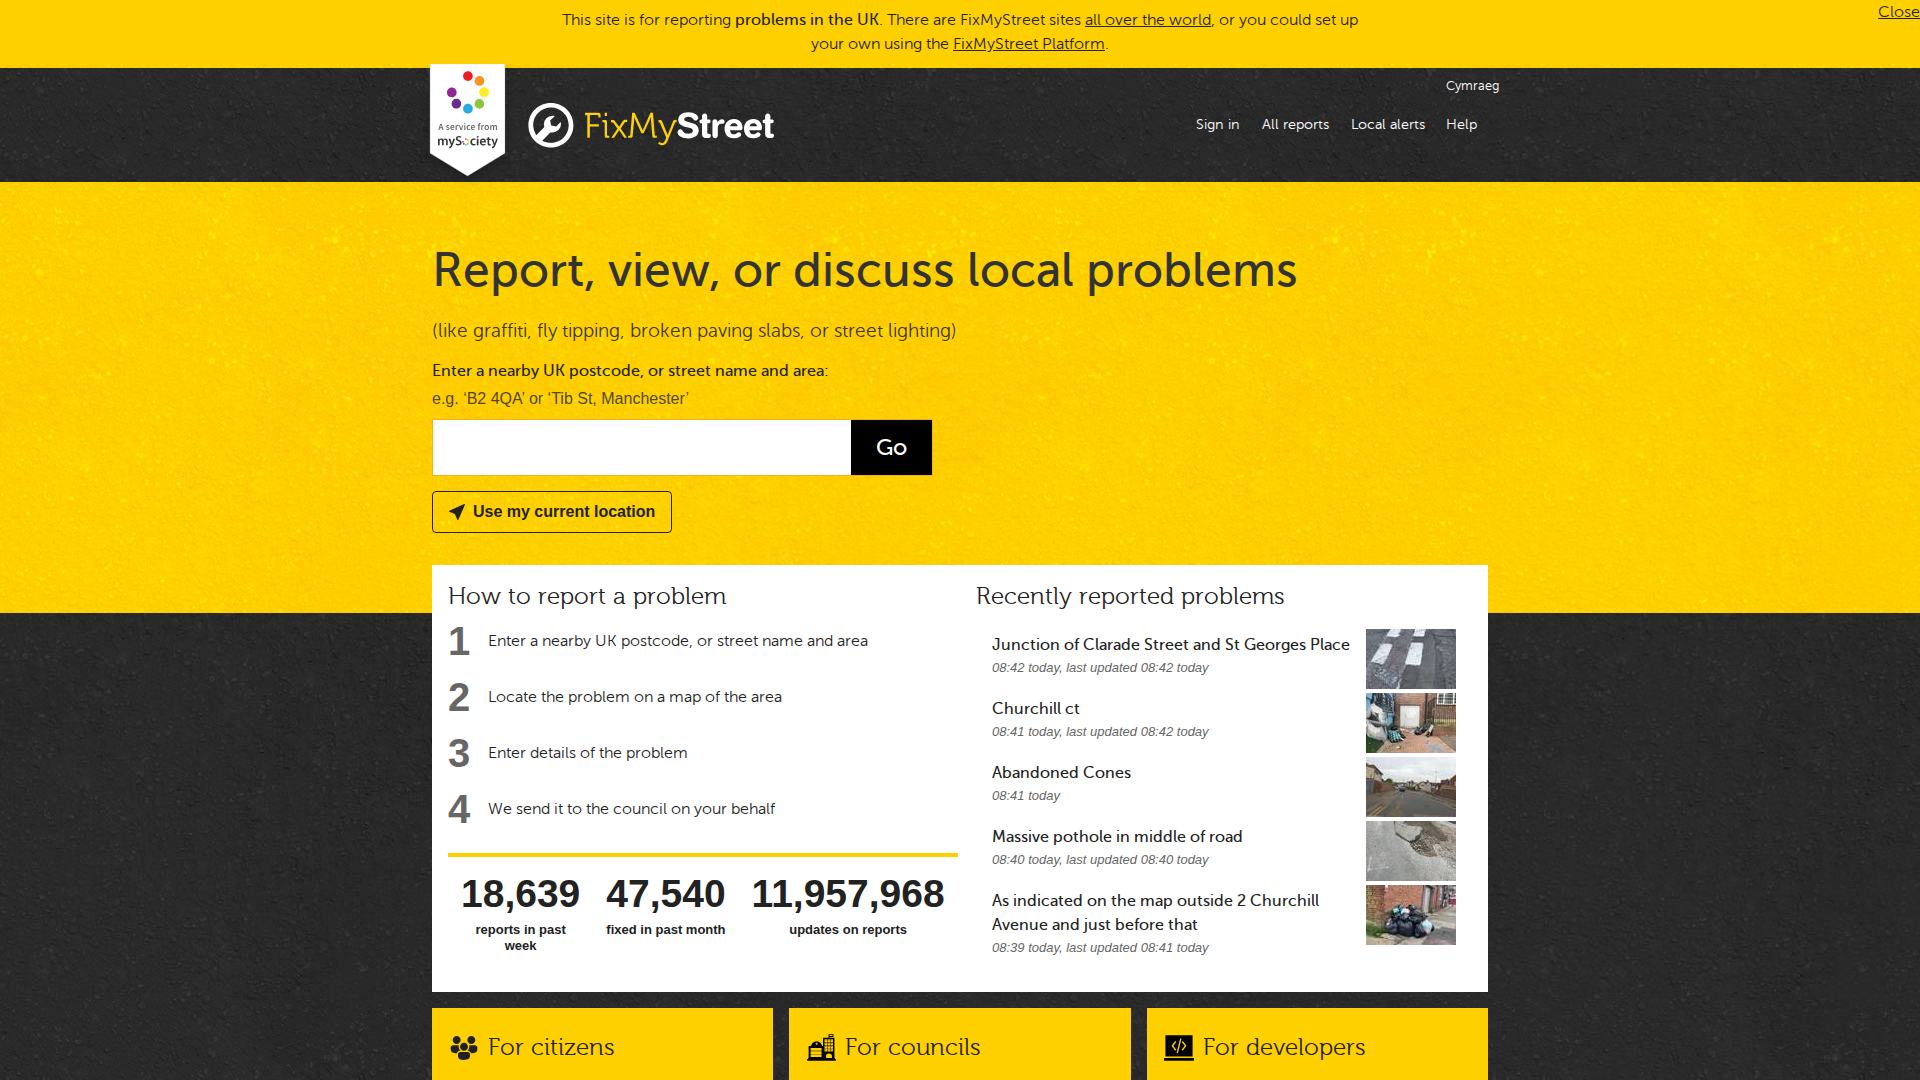 This site is for reporting problems in the UK. There are FixMyStreet sites all over the world, or you could set up
your own using the FixMyStreet Platform.
Close
A service from
mySociety
FixMyStreet
Cymraeg
Sign in
All reports
Local alerts
Help
Report, view, or discuss local problems
(like graffiti, fly tipping, broken paving slabs, or street lighting)
Enter a nearby UK postcode, or street name and area:
e.g. ‘B2 4QA’ or ‘Tib St, Manchester’
Go
Use my current location
How to report a problem
1 Enter a nearby UK postcode, or street name and area
2 Locate the problem on a map of the area
3 Enter details of the problem
4 We send it to the council on your behalf
18,639
reports in past
week
47,540
fixed in past month
11,957,968
updates on reports
Recently reported problems
Junction of Clarade Street and St Georges Place
08:42 today, last updated 08:42 today
Churchill ct
08:41 today, last updated 08:42 today
Abandoned Cones
08:41 today
Massive pothole in middle of road
08:40 today, last updated 08:40 today
As indicated on the map outside 2 Churchill
Avenue and just before that
08:39 today, last updated 08:41 today
For citizens
For councils
For developers